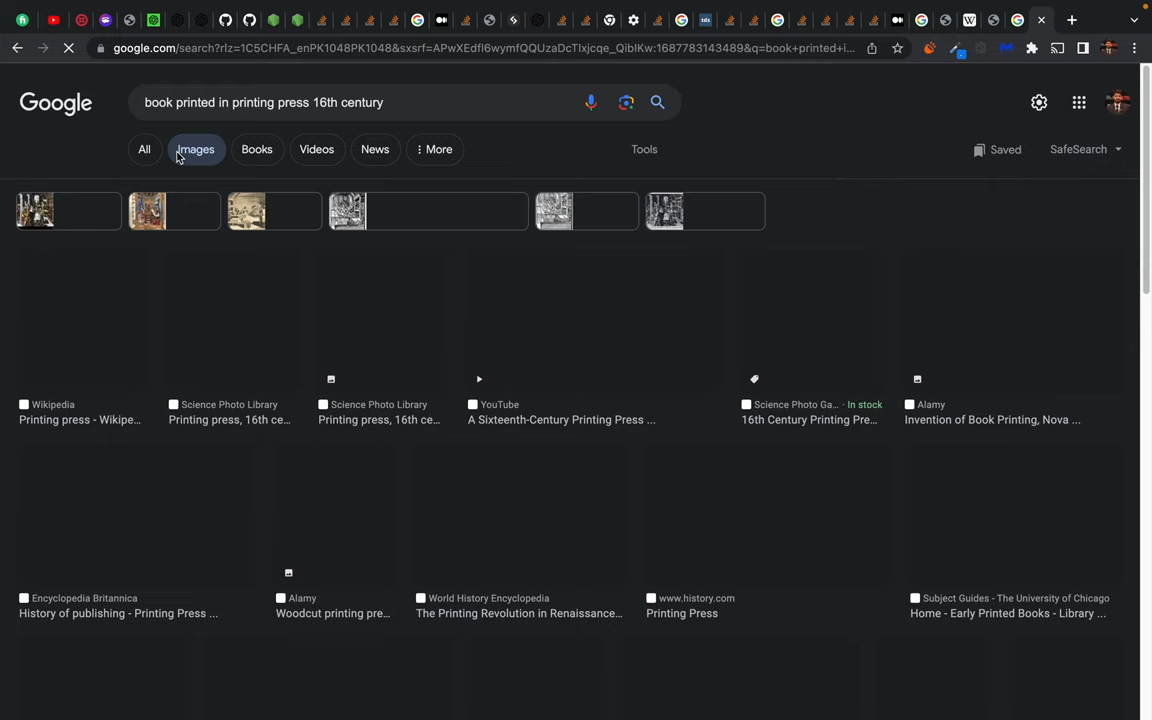 google.com/search?rlz=1C5CHFA_enPK1048PK1048&sxsrf=APwXEdfl6wymfQQUzaDcTIxjcqe_QibIKw:1687783143489&q=book+printed+i...
Google
book printed in printing press 16th century
All
Images
Books
Videos
News
More
Tools
Saved
SafeSearch
Wikipedia
Printing press - Wikipe...
Science Photo Library
Printing press, 16th ce...
Science Photo Library
Printing press, 16th ce...
YouTube
A Sixteenth-Century Printing Press ...
Science Photo Ga... · In stock
16th Century Printing Pre...
Alamy
Invention of Book Printing, Nova ...
Encyclopedia Britannica
History of publishing - Printing Press ...
Alamy
Woodcut printing pre...
World History Encyclopedia
The Printing Revolution in Renaissance...
www.history.com
Printing Press
Subject Guides - The University of Chicago
Home - Early Printed Books - Library ...